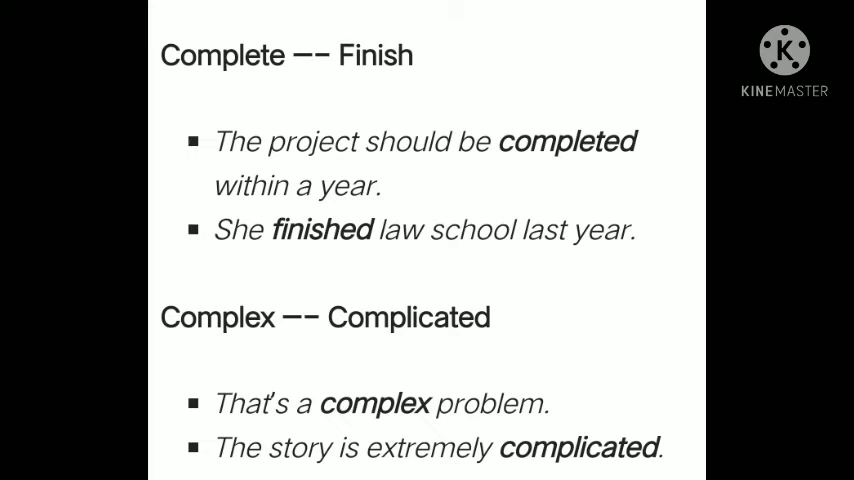 Complete –– Finish
K
KINEMASTER
▪ The project should be completed
within a year.
▪ She finished law school last year.
Complex –– Complicated
▪ That's a complex problem.
▪ The story is extremely complicated.